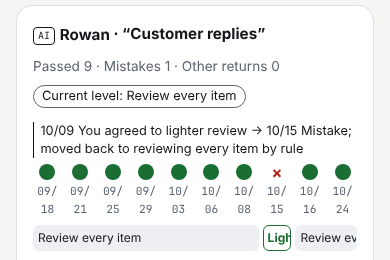 AI Rowan · “Customer replies”
Passed 9 · Mistakes 1 · Other returns 0
Current level: Review every item
10/09 You agreed to lighter review → 10/15 Mistake;
moved back to reviewing every item by rule
09/ 09/ 09/ 09/ 10/ 10/ 10/ 10/ 10/ 10/
18 21 25 29 03 06 08 15 16 24
Review every item Ligh Review ev